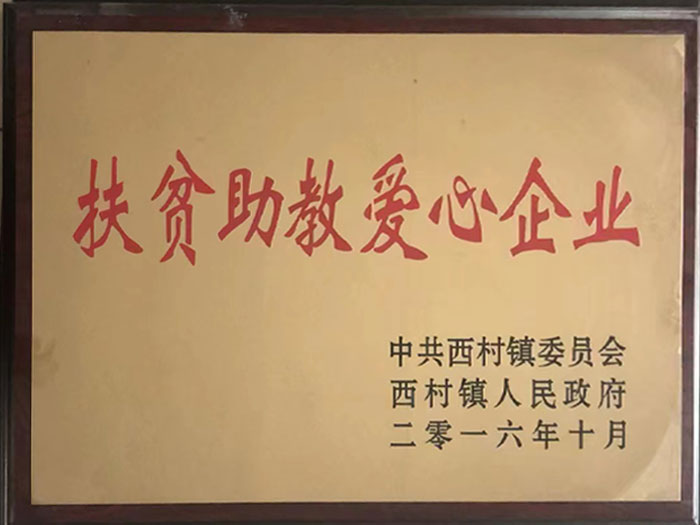 扶贫助教爱心企业
中共西村镇委员会
西村镇人民政府
二零一六年十月